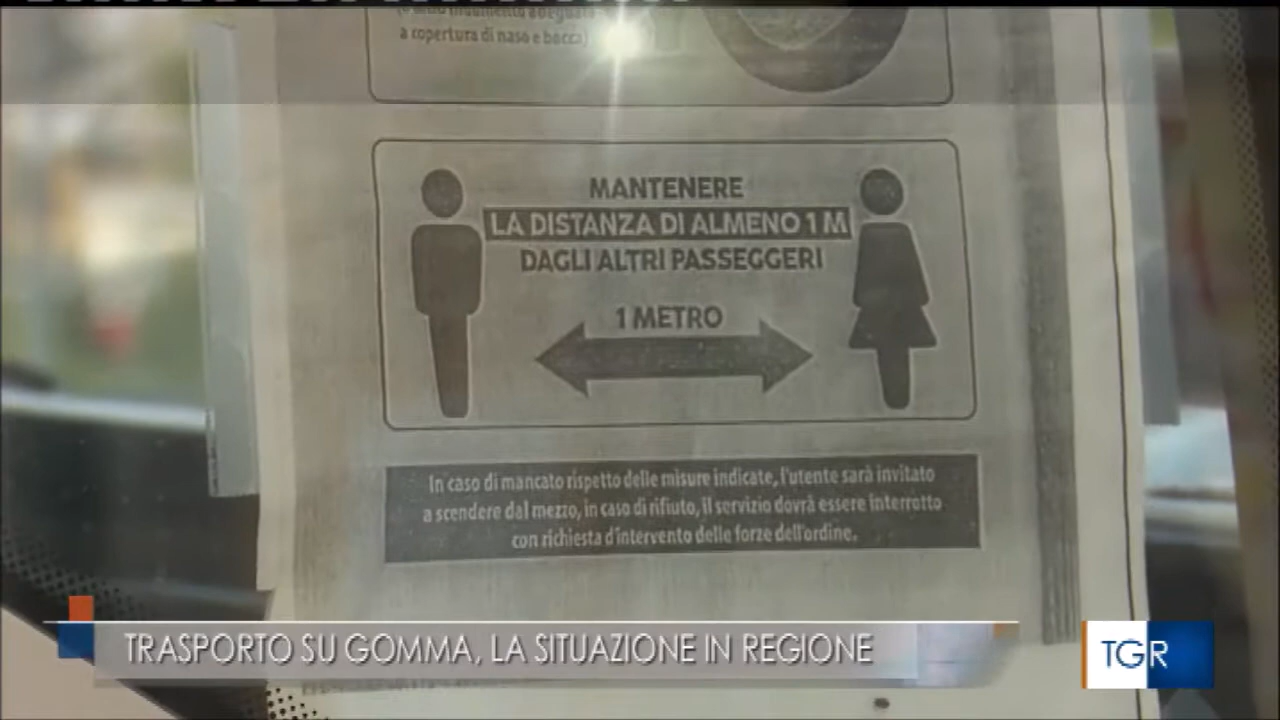 a copertura di naso e bocca)
MANTENERE
LA DISTANZA DI ALMENO 1 M
DAGLI ALTRI PASSEGGERI
1 METRO
In caso di mancato rispetto delle misure indicate, l'utente sarà invitato
a scendere dal mezzo, in caso di rifiuto, il servizio dovrà essere interrotto
con richiesta d'intervento delle forze dell'ordine.
TRASPORTO SU GOMMA, LA SITUAZIONE IN REGIONE
TGR